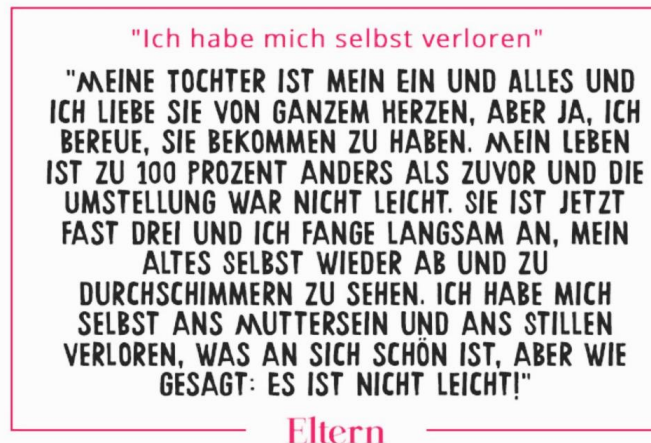 "Ich habe mich selbst verloren"
"MEINE TOCHTER IST MEIN EIN UND ALLES UND
ICH LIEBE SIE VON GANZEM HERZEN, ABER JA, ICH
BEREUE, SIE BEKOMMEN ZU HABEN. MEIN LEBEN
IST ZU 100 PROZENT ANDERS ALS ZUVOR UND DIE
UMSTELLUNG WAR NICHT LEICHT. SIE IST JETZT
FAST DREI UND ICH FANGE LANGSAM AN, MEIN
ALTES SELBST WIEDER AB UND ZU
DURCHSCHIMMERN ZU SEHEN. ICH HABE MICH
SELBST ANS MUTTERSEIN UND ANS STILLEN
VERLOREN, WAS AN SICH SCHÖN IST, ABER WIE
GESAGT: ES IST NICHT LEICHT!"
Eltern